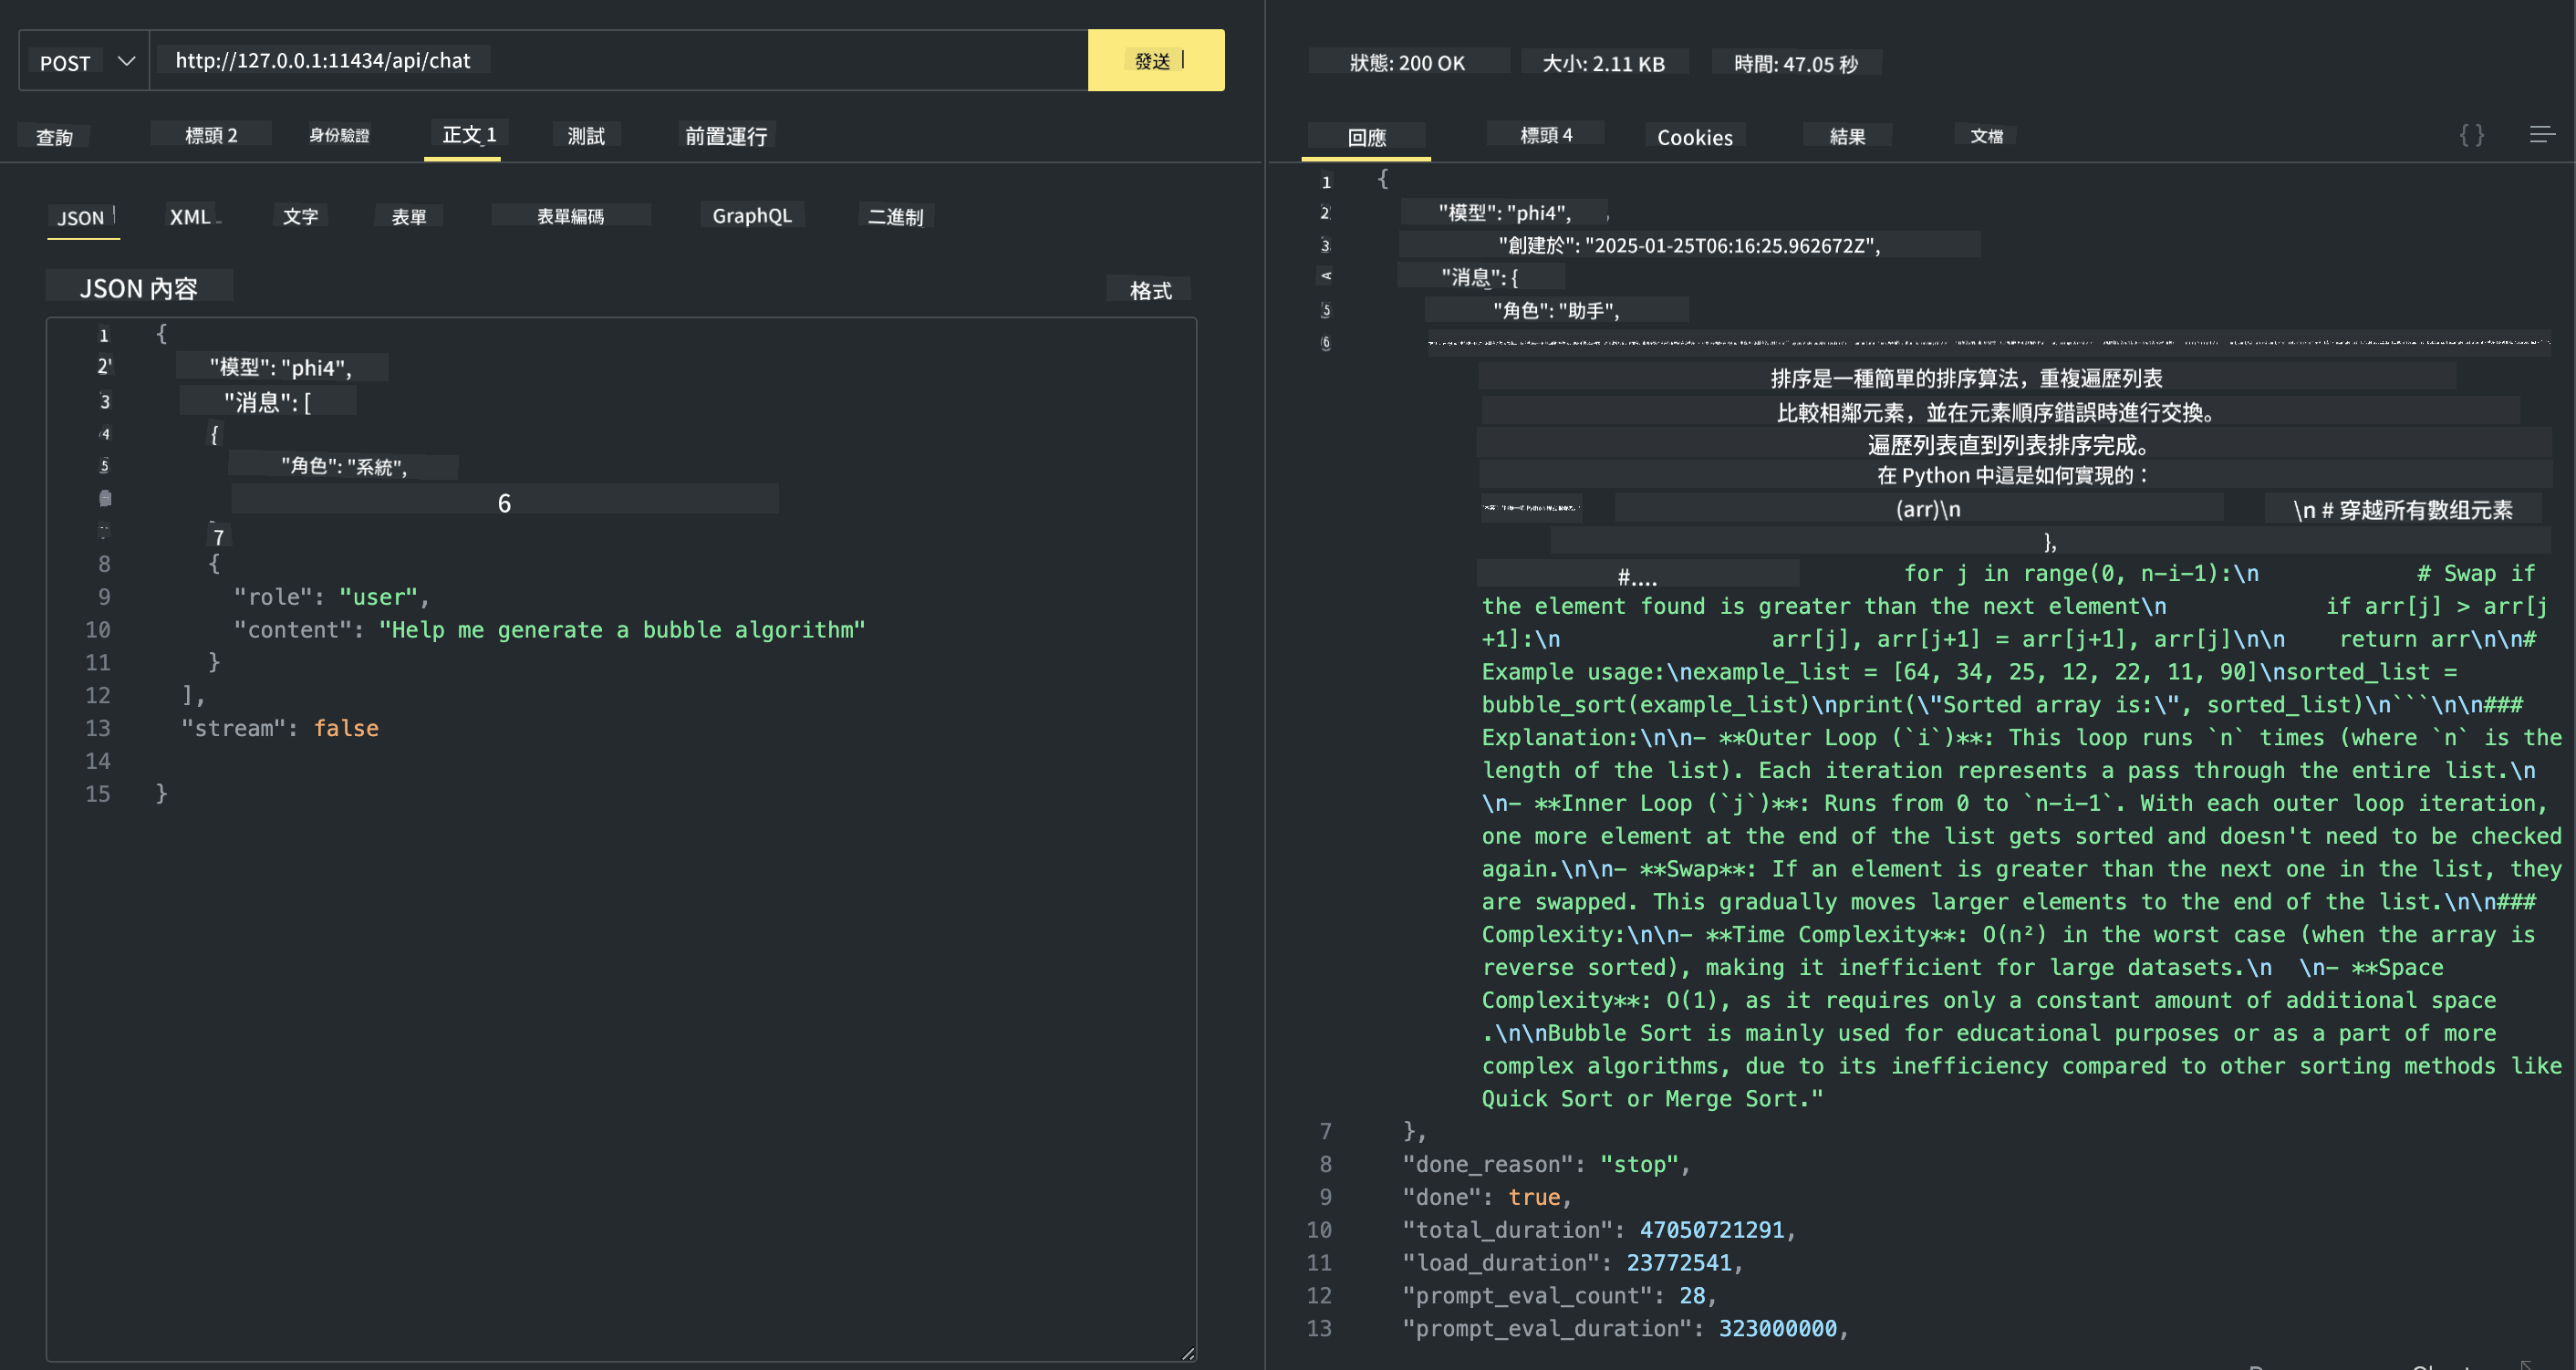 POST http://127.0.0.1:11434/api/chat 發送
查詢 標頭 2 身份驗證 正文 1 測試 前置運行
JSON XML 文字 表單 表單編碼 GraphQL 二進制
JSON 內容 格式
1 {
2 "模型": "phi4",
3 "消息": [
4 {
5 "角色": "系統",
6
7
8 {
9 "role": "user",
10 "content": "Help me generate a bubble algorithm"
11 }
12 ],
13 "stream": false
14
15 }
狀態: 200 OK 大小: 2.11 KB 時間: 47.05 秒
回應 標頭 4 Cookies 結果 文檔 {}
1 {
2 "模型": "phi4",
3 "創建於": "2025-01-25T06:16:25.962672Z",
"消息": {
5 "角色": "助手",
6
排序是一種簡單的排序算法，重複遍歷列表
比較相鄰元素，並在元素順序錯誤時進行交換。
遍歷列表直到列表排序完成。
在 Python 中這是如何實現的：
(arr)\n \n # 穿越所有數组元素
},
#.... for j in range(0, n-i-1):\n # Swap if
the element found is greater than the next element\n if arr[j] > arr[j
+1]:\n arr[j], arr[j+1] = arr[j+1], arr[j]\n\n return arr\n\n#
Example usage:\nexample_list = [64, 34, 25, 12, 22, 11, 90]\nsorted_list =
bubble_sort(example_list)\nprint(\"Sorted array is:\", sorted_list)\n```\n\n###
Explanation:\n\n- **Outer Loop (`i`)**: This loop runs `n` times (where `n` is the
length of the list). Each iteration represents a pass through the entire list.\n
\n- **Inner Loop (`j`)**: Runs from 0 to `n-i-1`. With each outer loop iteration,
one more element at the end of the list gets sorted and doesn't need to be checked
again.\n\n- **Swap**: If an element is greater than the next one in the list, they
are swapped. This gradually moves larger elements to the end of the list.\n\n###
Complexity:\n\n- **Time Complexity**: O(n²) in the worst case (when the array is
reverse sorted), making it inefficient for large datasets.\n \n- **Space
Complexity**: O(1), as it requires only a constant amount of additional space
.\n\nBubble Sort is mainly used for educational purposes or as a part of more
complex algorithms, due to its inefficiency compared to other sorting methods like
Quick Sort or Merge Sort."
7 },
8 "done_reason": "stop",
9 "done": true,
10 "total_duration": 47050721291,
11 "load_duration": 23772541,
12 "prompt_eval_count": 28,
13 "prompt_eval_duration": 323000000,